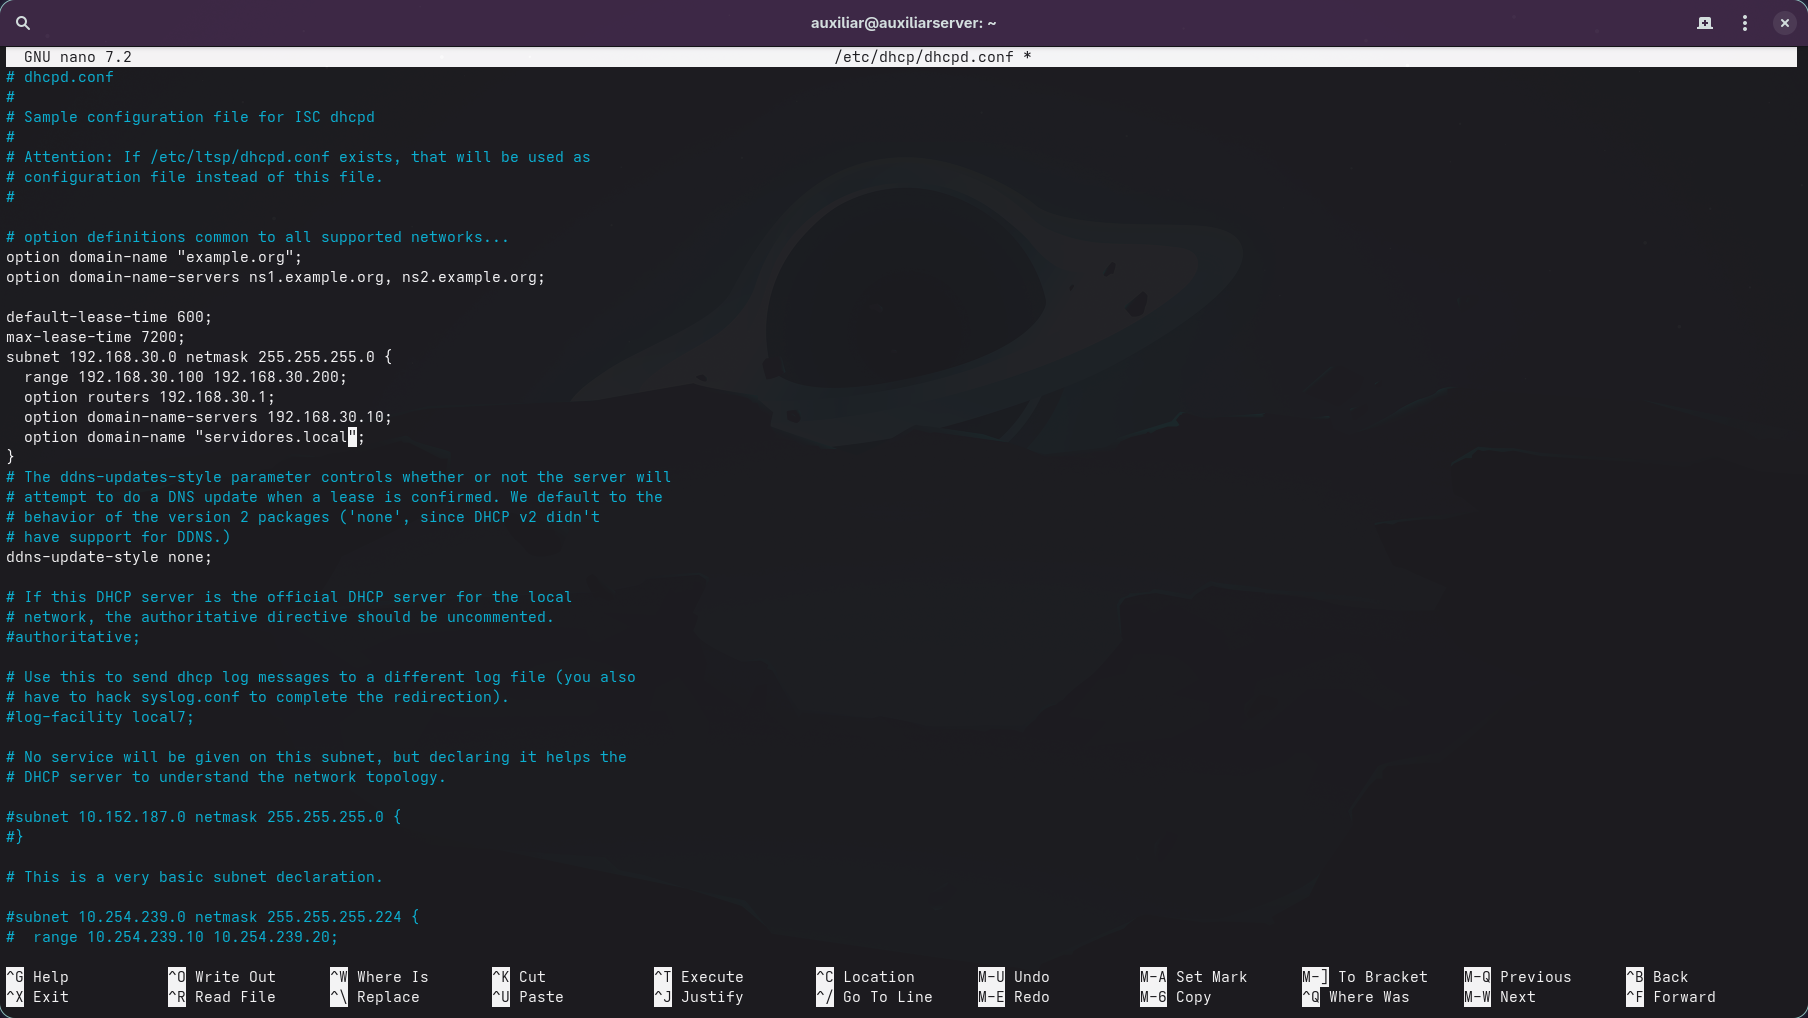 auxiliar@auxiliarserver: ~
GNU nano 7.2 /etc/dhcp/dhcpd.conf *
# dhcpd.conf
#
# Sample configuration file for ISC dhcpd
#
# Attention: If /etc/ltsp/dhcpd.conf exists, that will be used as
# configuration file instead of this file.
#
# option definitions common to all supported networks...
option domain-name "example.org";
option domain-name-servers ns1.example.org, ns2.example.org;
default-lease-time 600;
max-lease-time 7200;
subnet 192.168.30.0 netmask 255.255.255.0 {
  range 192.168.30.100 192.168.30.200;
  option routers 192.168.30.1;
  option domain-name-servers 192.168.30.10;
  option domain-name "servidores.local";
}
# The ddns-updates-style parameter controls whether or not the server will
# attempt to do a DNS update when a lease is confirmed. We default to the
# behavior of the version 2 packages ('none', since DHCP v2 didn't
# have support for DDNS.)
ddns-update-style none;
# If this DHCP server is the official DHCP server for the local
# network, the authoritative directive should be uncommented.
#authoritative;
# Use this to send dhcp log messages to a different log file (you also
# have to hack syslog.conf to complete the redirection).
#log-facility local7;
# No service will be given on this subnet, but declaring it helps the
# DHCP server to understand the network topology.
#subnet 10.152.187.0 netmask 255.255.255.0 {
#}
# This is a very basic subnet declaration.
#subnet 10.254.239.0 netmask 255.255.255.224 {
#  range 10.254.239.10 10.254.239.20;
^G Help ^O Write Out ^W Where Is ^K Cut ^T Execute ^C Location M-U Undo M-A Set Mark M-] To Bracket M-Q Previous ^B Back
^X Exit ^R Read File ^\ Replace ^U Paste ^J Justify ^/ Go To Line M-E Redo M-6 Copy ^Q Where Was M-W Next ^F Forward